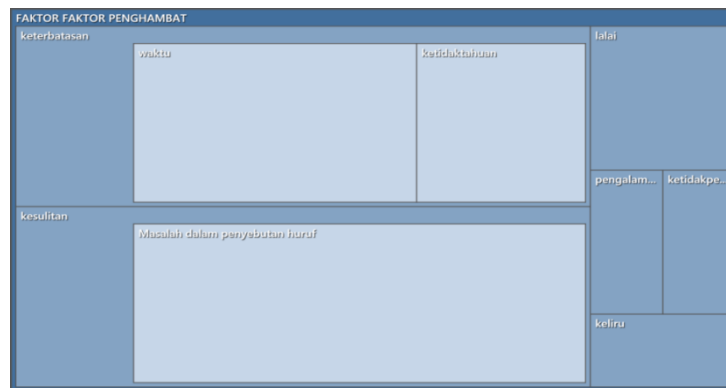 FAKTOR FAKTOR PENGHAMBAT
keterbatasan
waktu
ketidaktahuan
lalai
pengalam...
ketidakpe...
kesulitan
Masalah dalam penyebutan huruf
keliru